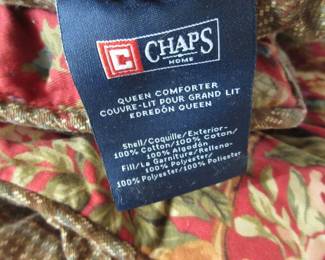 C CHAPS
HOME
QUEEN COMFORTER
COUVRE-LIT POUR GRAND LIT
EDREDÓN QUEEN
Shell/Coquille/Exterior-
100% Cotton/100% Coton/
100% Algodón
Fill/La Garniture/Relleno-
100% Polyester/
100% Polyester/100% Poliester